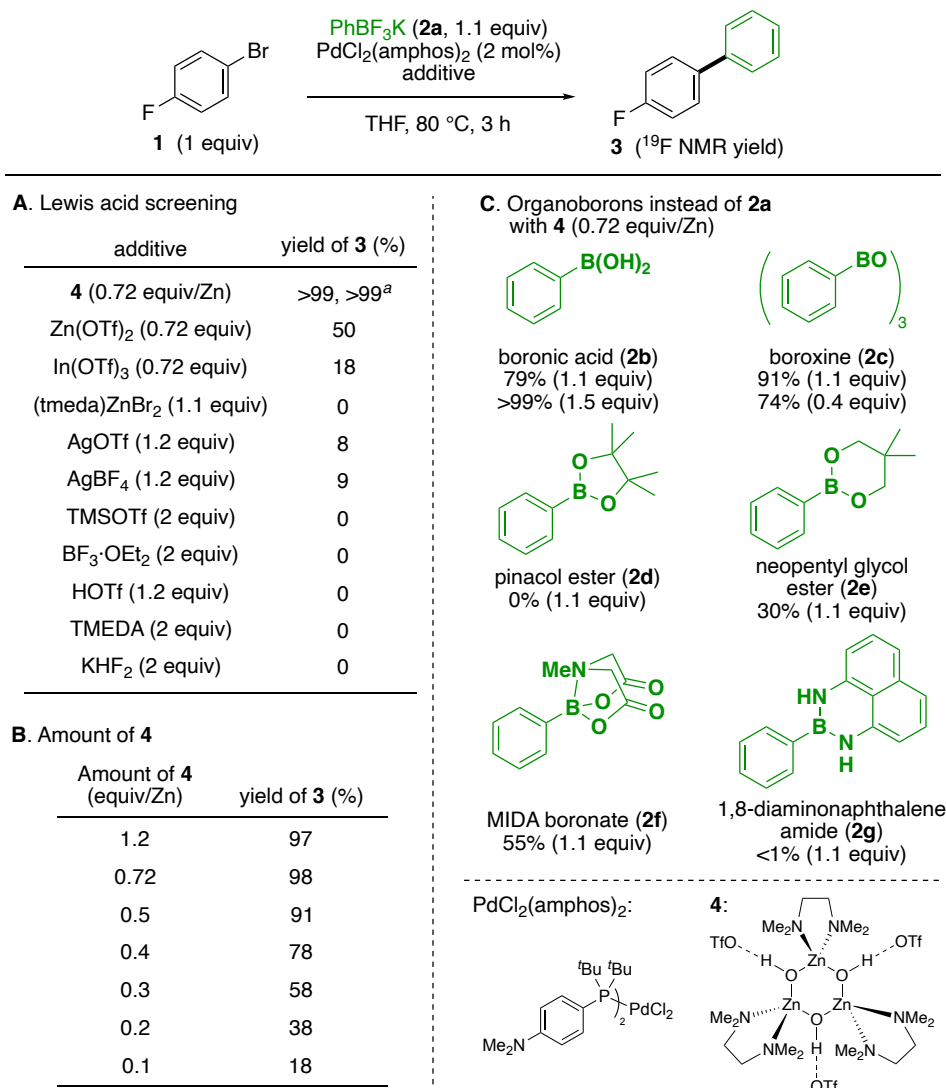 PhBF3K (2a, 1.1 equiv)
PdCl2(amphos)2 (2 mol%)
additive
THF, 80 °C, 3 h
Br
F
1 (1 equiv)
F
3 (19F NMR yield)
A. Lewis acid screening
additive yield of 3 (%)
4 (0.72 equiv/Zn) >99, >99a
Zn(OTf)2 (0.72 equiv) 50
In(OTf)3 (0.72 equiv) 18
(tmeda)ZnBr2 (1.1 equiv) 0
AgOTf (1.2 equiv) 8
AgBF4 (1.2 equiv) 9
TMSOTf (2 equiv) 0
BF3·OEt2 (2 equiv) 0
HOTf (1.2 equiv) 0
TMEDA (2 equiv) 0
KHF2 (2 equiv) 0
B. Amount of 4
Amount of 4
(equiv/Zn) yield of 3 (%)
1.2 97
0.72 98
0.5 91
0.4 78
0.3 58
0.2 38
0.1 18
C. Organoborons instead of 2a
with 4 (0.72 equiv/Zn)
B(OH)2
boronic acid (2b)
79% (1.1 equiv)
>99% (1.5 equiv)
BO
3
boroxine (2c)
91% (1.1 equiv)
74% (0.4 equiv)
O
B
O
pinacol ester (2d)
0% (1.1 equiv)
O
B
O
neopentyl glycol
ester (2e)
30% (1.1 equiv)
MeN
O
O
B
O
O
MIDA boronate (2f)
55% (1.1 equiv)
HN
B
N
H
1,8-diaminonaphthalene
amide (2g)
<1% (1.1 equiv)
PdCl2(amphos)2:
tBu tBu
P
2
PdCl2
Me2N
4:
Me2N NMe2
TfO OTf
H Zn H
O O
Zn Zn
Me2N O NMe2
NMe2 H Me2N
OTf